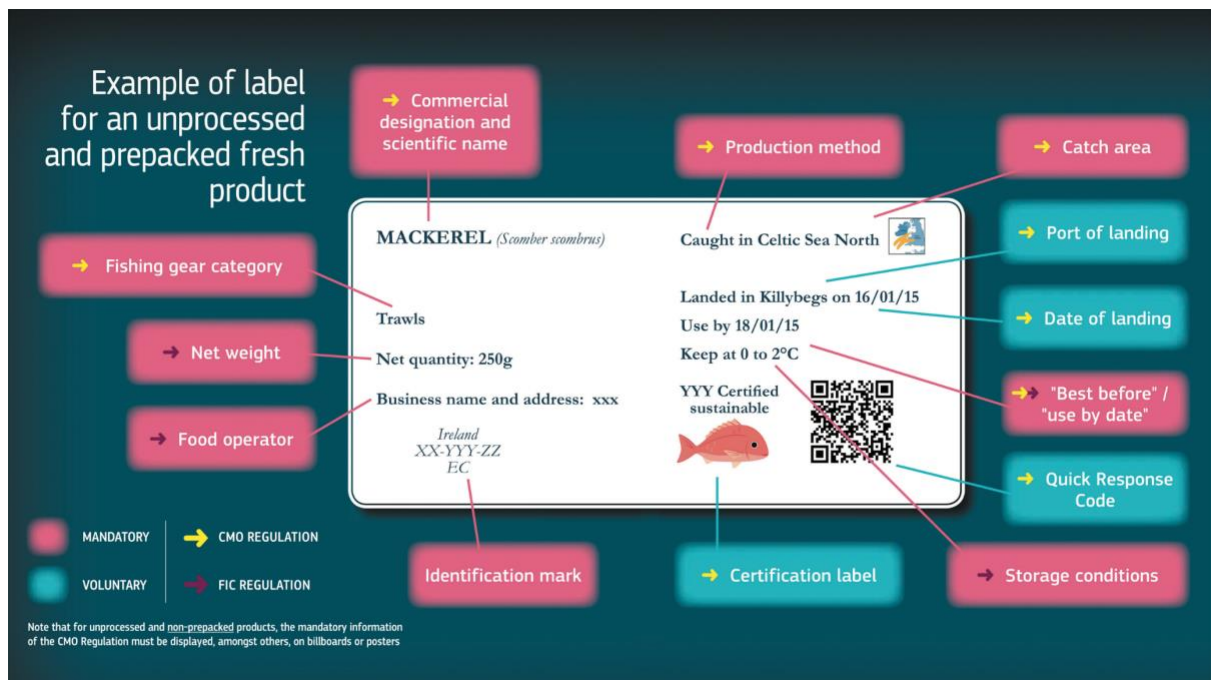 Example of label
for an unprocessed
and prepacked fresh
product
Commercial
designation and
scientific name
Production method
Catch area
Port of landing
Date of landing
"Best before" /
"use by date"
Quick Response
Code
Storage conditions
Certification label
Identification mark
Fishing gear category
Net weight
Food operator
MACKEREL (Scomber scombrus)
Trawls
Net quantity: 250g
Business name and address: xxx
Ireland
XX-YYY-ZZ
EC
Caught in Celtic Sea North
Landed in Killybegs on 16/01/15
Use by 18/01/15
Keep at 0 to 2°C
YYY Certified
sustainable
MANDATORY
VOLUNTARY
CMO REGULATION
FIC REGULATION
Note that for unprocessed and non-prepacked products, the mandatory information
of the CMO Regulation must be displayed, amongst others, on billboards or posters